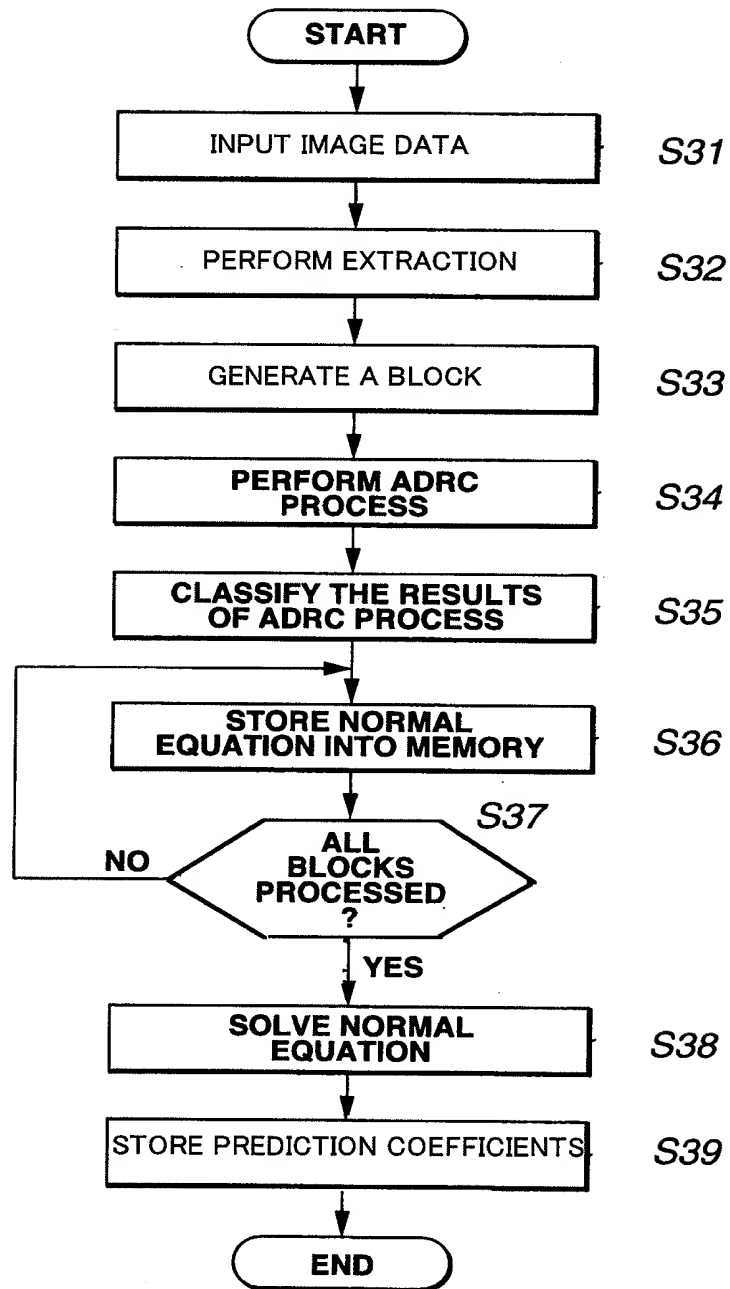 START
INPUT IMAGE DATA
S31
PERFORM EXTRACTION
S32
GENERATE A BLOCK
S33
PERFORM ADRC
PROCESS
S34
CLASSIFY THE RESULTS
OF ADRC PROCESS
S35
STORE NORMAL
EQUATION INTO MEMORY
S36
S37
NO
ALL
BLOCKS
PROCESSED
?
YES
SOLVE NORMAL
EQUATION
S38
STORE PREDICTION COEFFICIENTS
S39
END